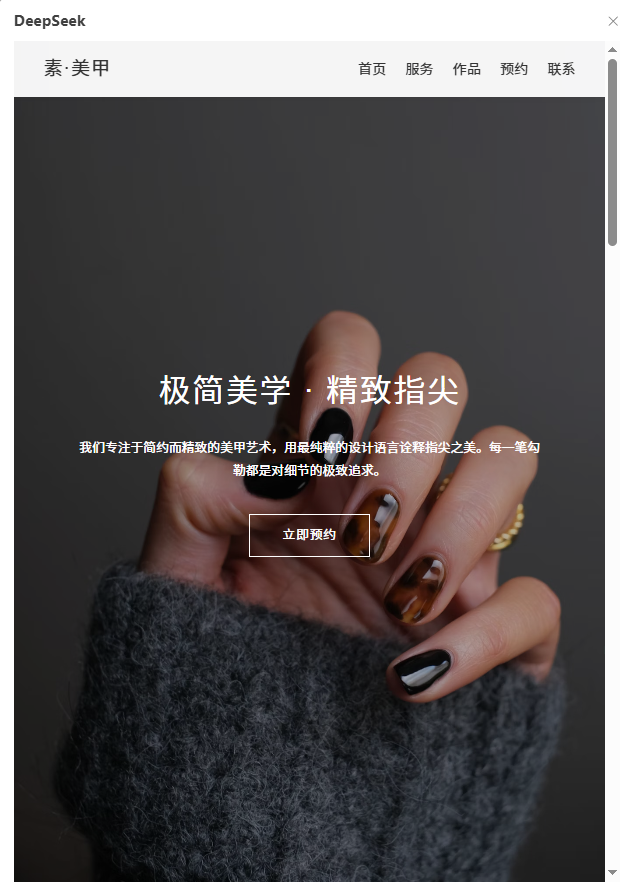 DeepSeek
素·美甲
首页 服务 作品 预约 联系
极简美学 · 精致指尖
我们专注于简约而精致的美甲艺术，用最纯粹的设计语言诠释指尖之美。每一笔勾
勒都是对细节的极致追求。
立即预约